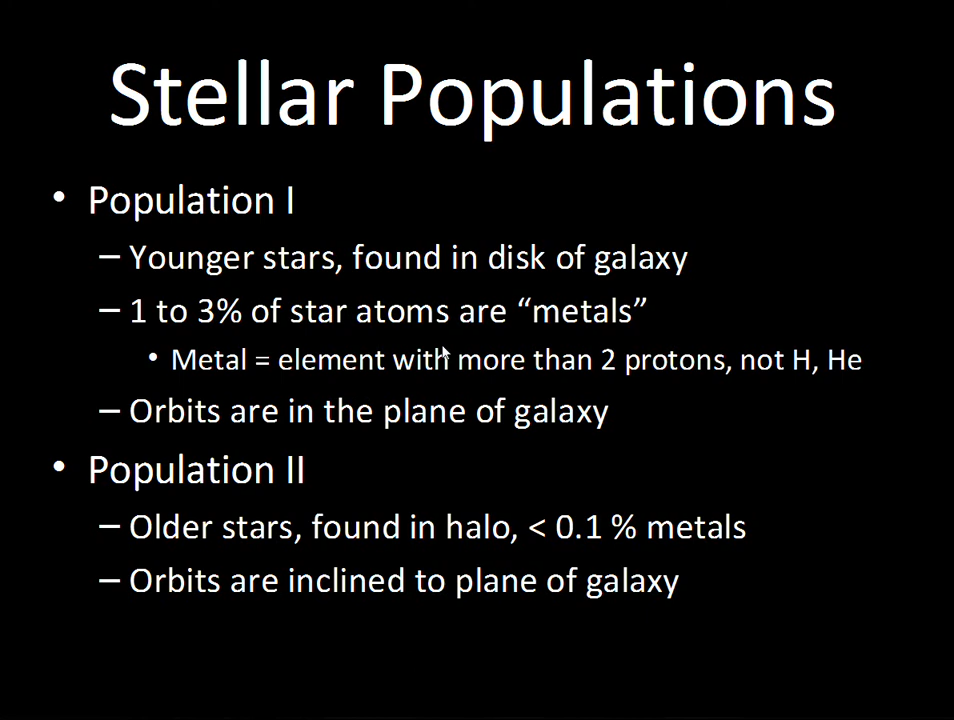 Stellar Populations
• Population I
– Younger stars, found in disk of galaxy
– 1 to 3% of star atoms are “metals”
• Metal = element with more than 2 protons, not H, He
– Orbits are in the plane of galaxy
• Population II
– Older stars, found in halo, < 0.1 % metals
– Orbits are inclined to plane of galaxy